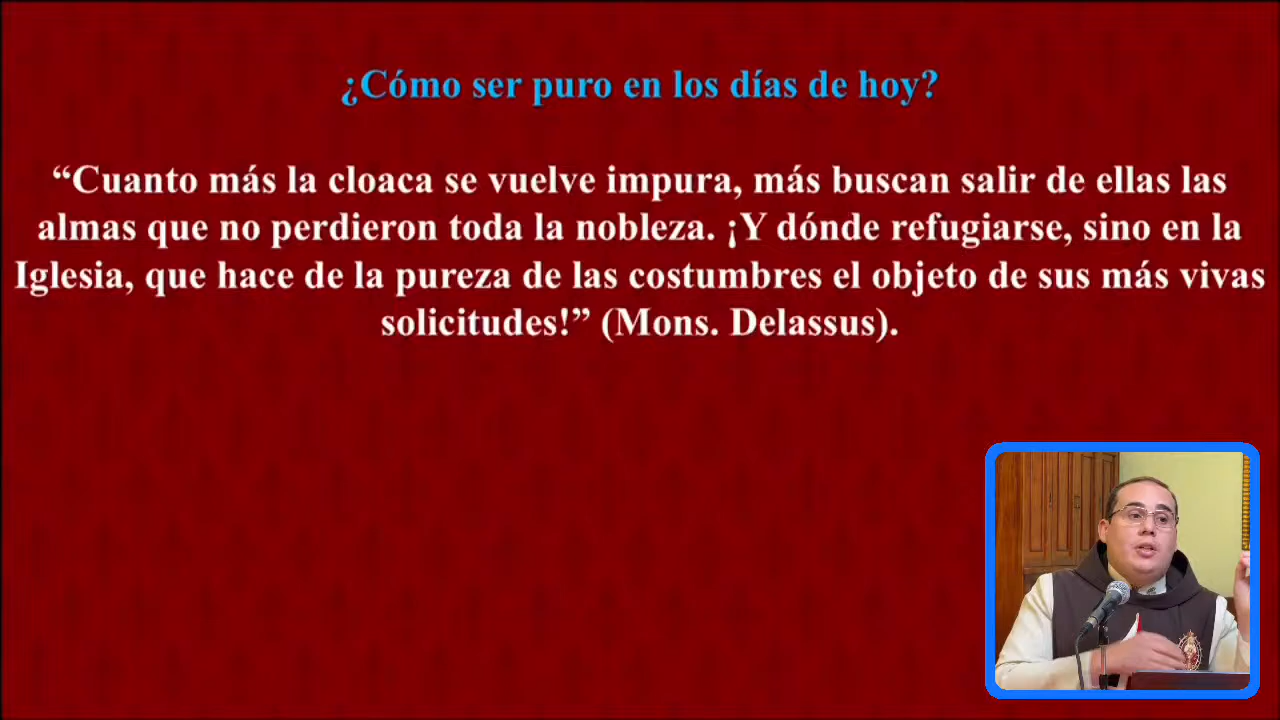 ¿Cómo ser puro en los días de hoy?
“Cuanto más la cloaca se vuelve impura, más buscan salir de ellas las
almas que no perdieron toda la nobleza. ¡Y dónde refugiarse, sino en la
Iglesia, que hace de la pureza de las costumbres el objeto de sus más vivas
solicitudes!” (Mons. Delassus).